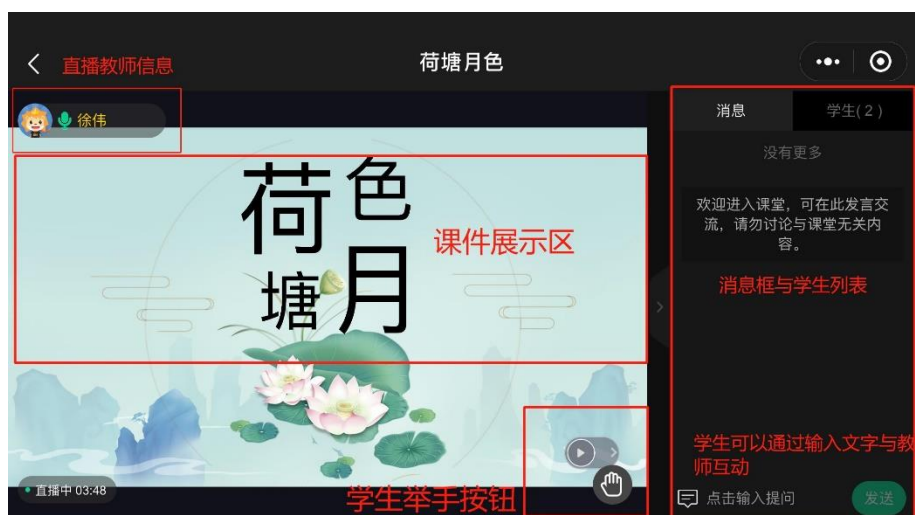 直播教师信息
荷塘月色
消息
学生(2)
徐伟
没有更多
荷塘
色月
课件展示区
欢迎进入课堂，可在此发言交
流，请勿讨论与课堂无关内
容。
消息框与学生列表
学生可以通过输入文字与教
师互动
直播中 03:48
学生举手按钮
点击输入提问
发送